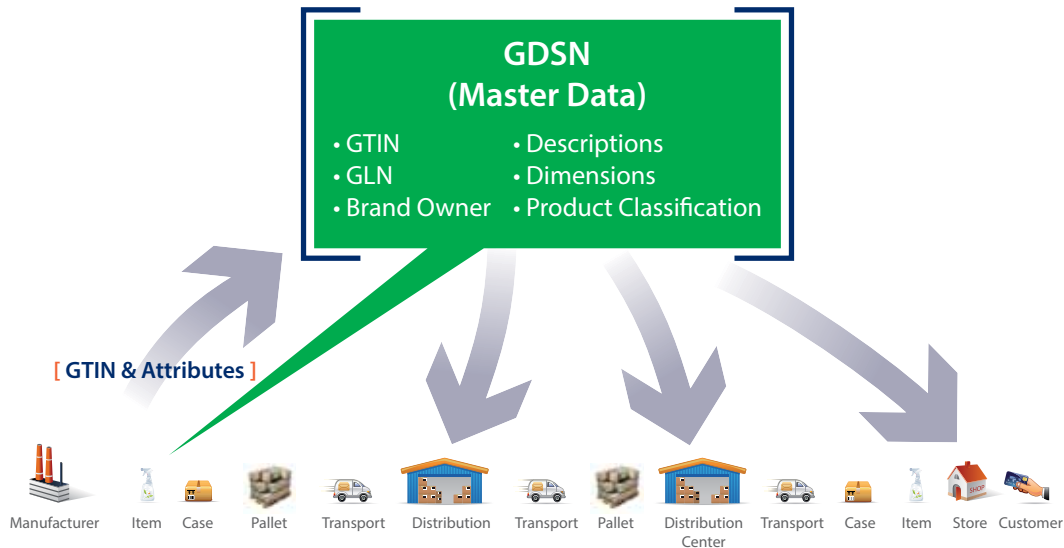 GDSN
(Master Data)
• GTIN
• GLN
• Brand Owner
• Descriptions
• Dimensions
• Product Classification
[ GTIN & Attributes ]
SHOP
Manufacturer
Item
Case
Pallet
Transport
Distribution
Transport
Pallet
Distribution
Center
Transport
Case
Item
Store
Customer